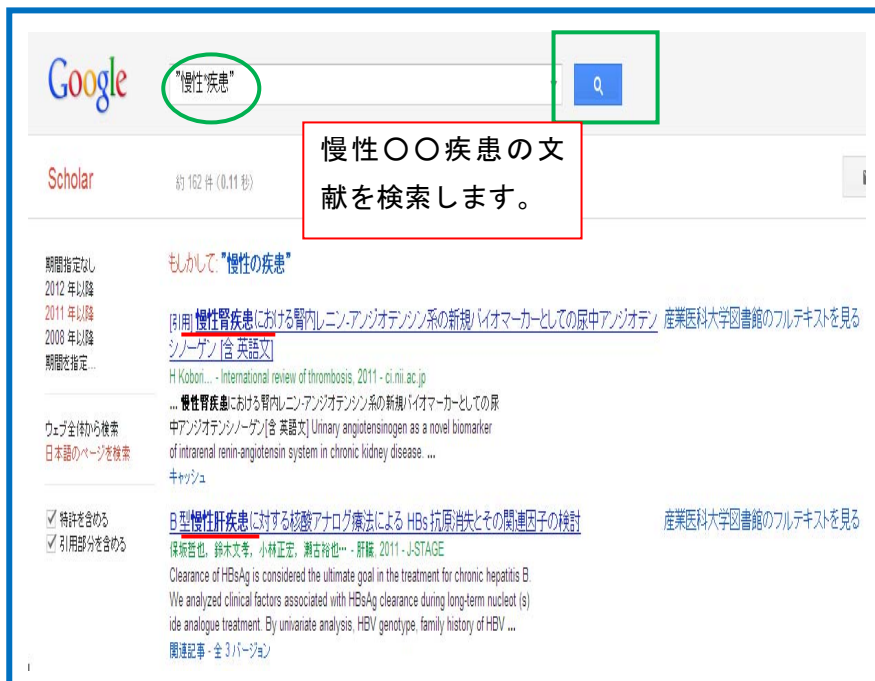 Google
"慢性*疾患"
慢性〇〇疾患の文
献を検索します。
Scholar
約 162 件 (0.11 秒)
期間指定なし
2012 年以降
2011 年以降
2008 年以降
期間を指定...
ウェブ全体から検索
日本語のページを検索
✓ 特許を含める
✓ 引用部分を含める
もしかして: "慢性の疾患"
[引用] 慢性腎疾患における腎内レニン-アンジオテンシン系の新規バイオマーカーとしての尿中アンジオテン
シノーゲン [含 英語文]
産業医科大学図書館のフルテキストを見る
H Kobori... - International review of thrombosis, 2011 - ci.nii.ac.jp
... 慢性腎疾患における腎内レニン-アンジオテンシン系の新規バイオマーカーとしての尿
中アンジオテンシノーゲン[含 英語文] Urinary angiotensinogen as a novel biomarker
of intrarenal renin-angiotensin system in chronic kidney disease. ...
キャッシュ
B 型慢性肝疾患に対する核酸アナログ療法による HBs 抗原消失とその関連因子の検討
産業医科大学図書館のフルテキストを見る
保坂哲也, 鈴木文孝, 小林正宏, 瀬古裕也… - 肝臓, 2011 - J-STAGE
Clearance of HBsAg is considered the ultimate goal in the treatment for chronic hepatitis B.
We analyzed clinical factors associated with HBsAg clearance during long-term nucleot (s)
ide analogue treatment. By univariate analysis, HBV genotype, family history of HBV ...
関連記事 - 全 3 バージョン